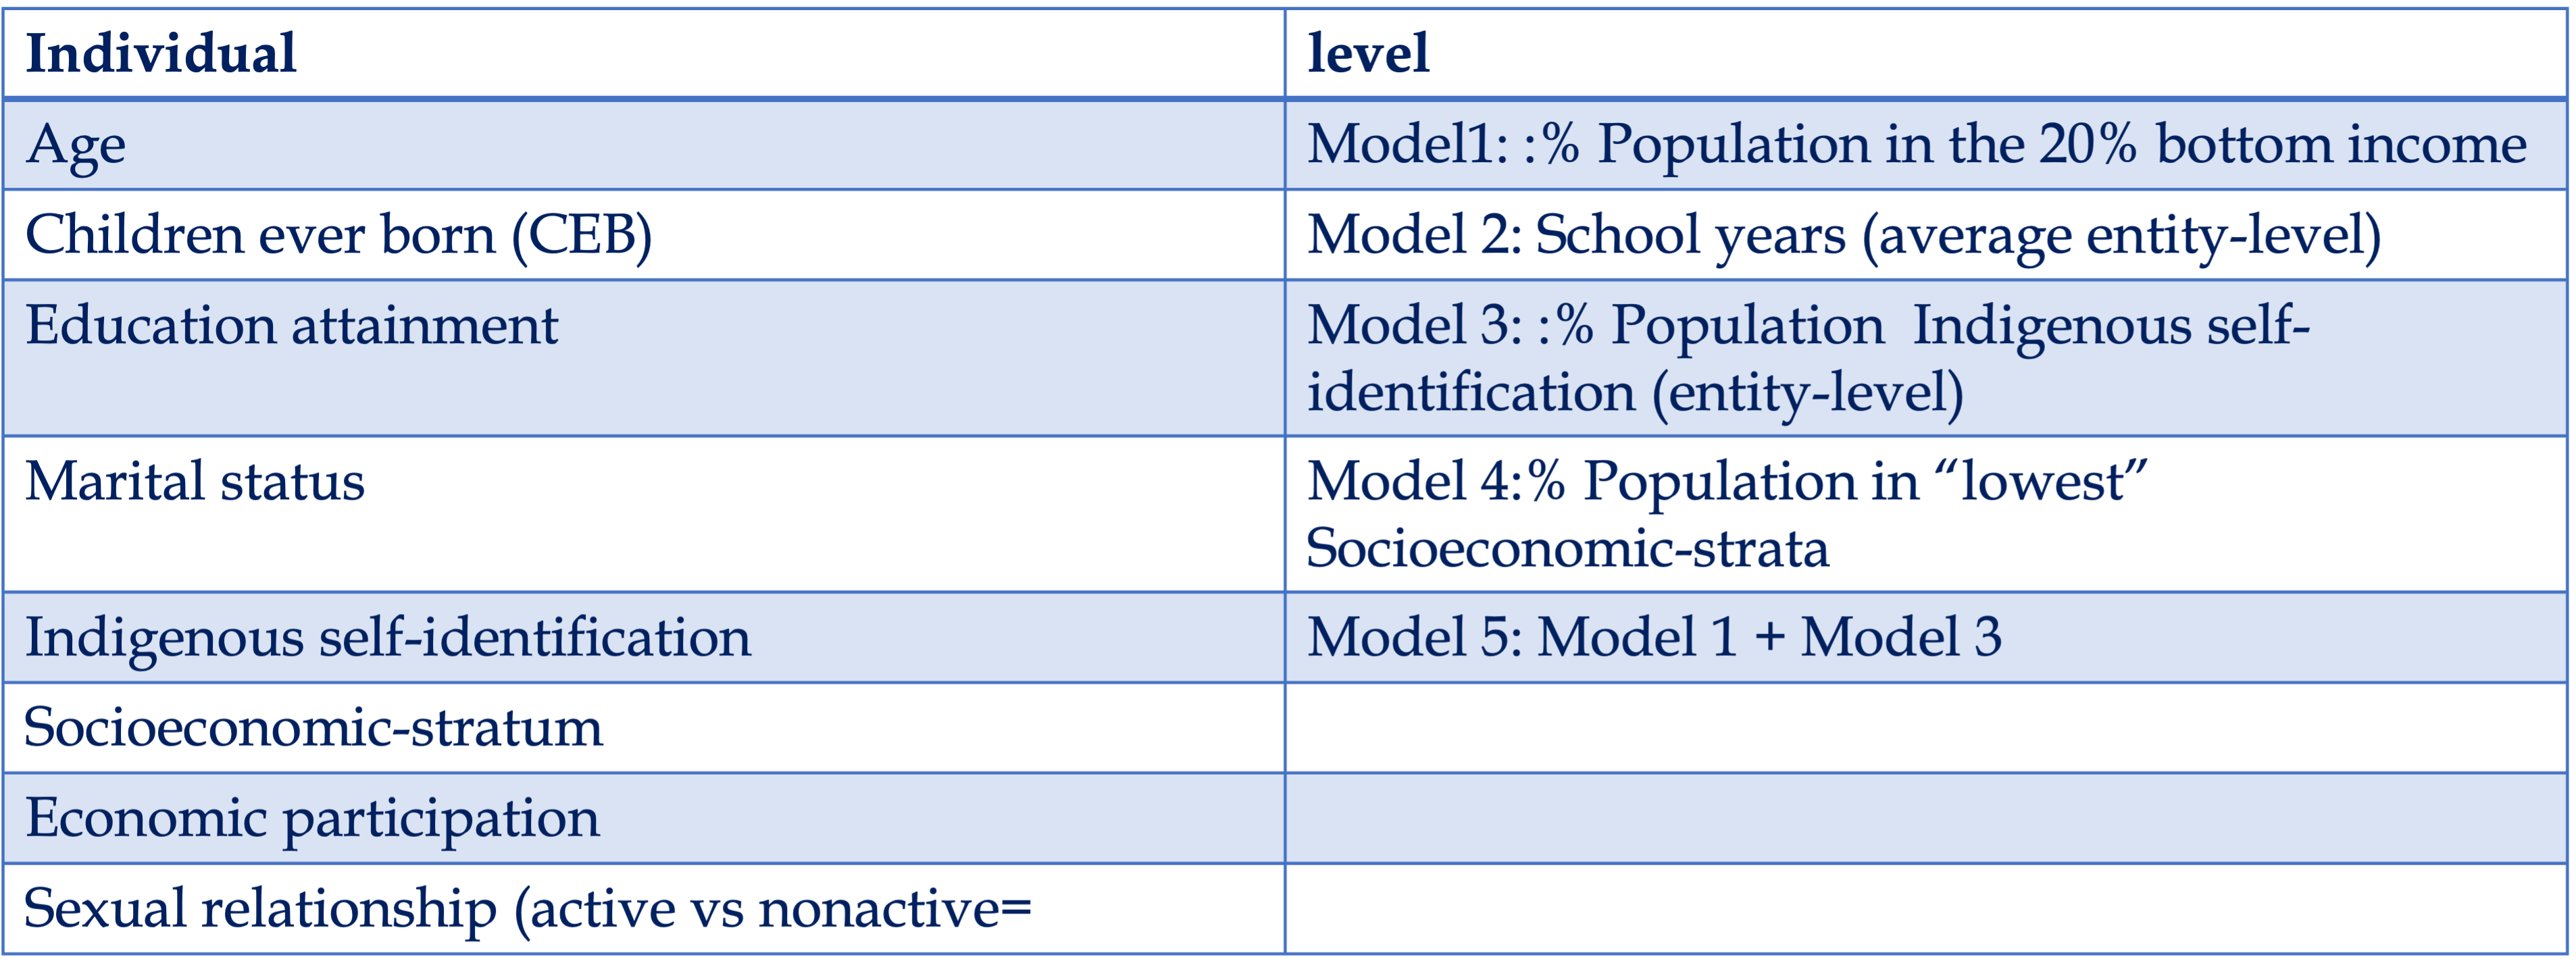 Individual
level
Age
Model1: :% Population in the 20% bottom income
Children ever born (CEB)
Model 2: School years (average entity-level)
Education attainment
Model 3: :% Population  Indigenous self-
identification (entity-level)
Marital status
Model 4:% Population in “lowest”
Socioeconomic-strata
Indigenous self-identification
Model 5: Model 1 + Model 3
Socioeconomic-stratum
Economic participation
Sexual relationship (active vs nonactive=